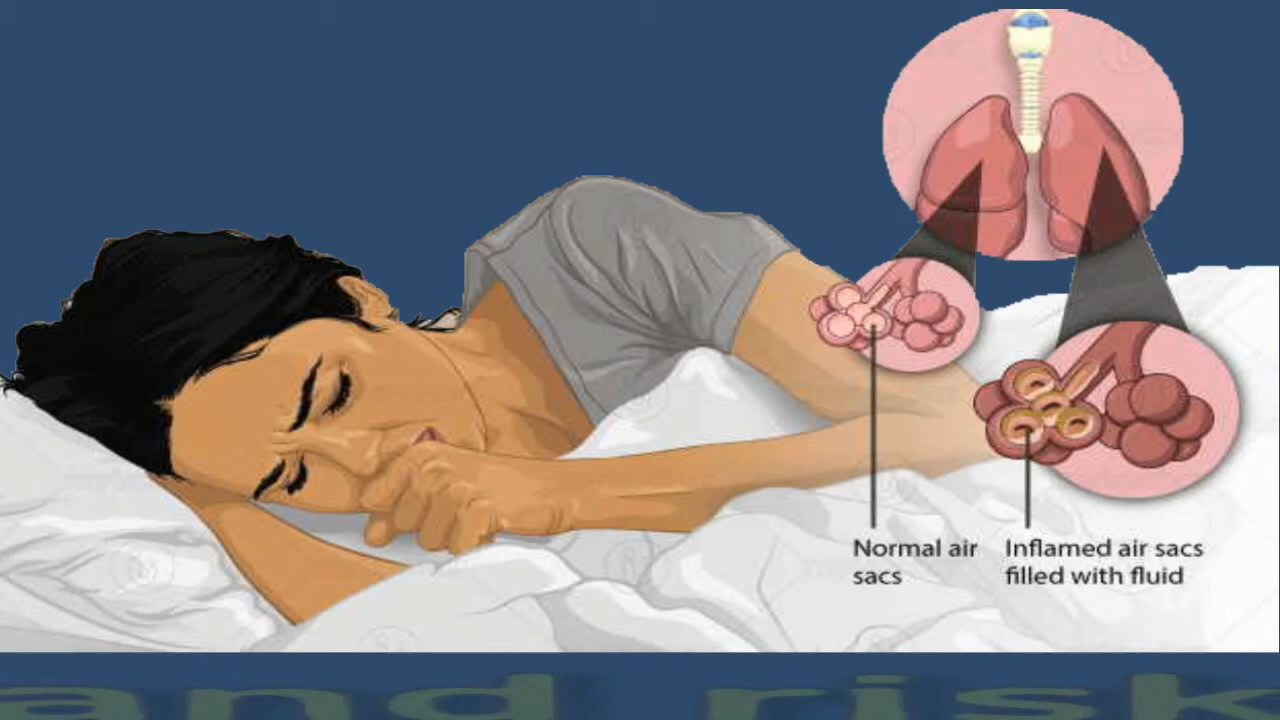 Normal air
sacs
Inflamed air sacs
filled with fluid
and risk